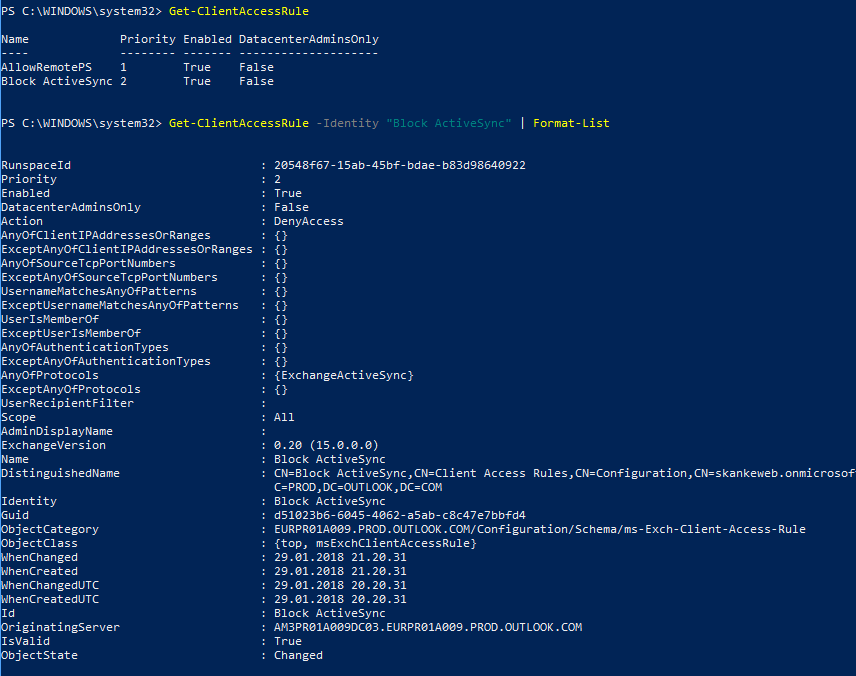 PS C:\WINDOWS\system32> Get-ClientAccessRule
Name             Priority Enabled DatacenterAdminsOnly
----             -------- ------- --------------------
AllowRemotePS    1        True    False
Block ActiveSync 2        True    False
PS C:\WINDOWS\system32> Get-ClientAccessRule -Identity "Block ActiveSync" | Format-List
RunspaceId                           : 20548f67-15ab-45bf-bdae-b83d98640922
Priority                             : 2
Enabled                              : True
DatacenterAdminsOnly                 : False
Action                               : DenyAccess
AnyOfClientIPAddressesOrRanges       : {}
ExceptAnyOfClientIPAddressesOrRanges : {}
AnyOfSourceTcpPortNumbers            : {}
ExceptAnyOfSourceTcpPortNumbers      : {}
UsernameMatchesAnyOfPatterns         : {}
ExceptUsernameMatchesAnyOfPatterns   : {}
UserIsMemberOf                       : {}
ExceptUserIsMemberOf                 : {}
AnyOfAuthenticationTypes             : {}
ExceptAnyOfAuthenticationTypes       : {}
AnyOfProtocols                       : {ExchangeActiveSync}
ExceptAnyOfProtocols                 : {}
UserRecipientFilter                  :
Scope                                : All
AdminDisplayName                     :
ExchangeVersion                      : 0.20 (15.0.0.0)
Name                                 : Block ActiveSync
DistinguishedName                    : CN=Block ActiveSync,CN=Client Access Rules,CN=Configuration,CN=skankeweb.onmicrosof
                                       C=PROD,DC=OUTLOOK,DC=COM
Identity                             : Block ActiveSync
Guid                                 : d51023b6-6045-4062-a5ab-c8c47e7bbfd4
ObjectCategory                       : EURPR01A009.PROD.OUTLOOK.COM/Configuration/Schema/ms-Exch-Client-Access-Rule
ObjectClass                          : {top, msExchClientAccessRule}
WhenChanged                          : 29.01.2018 21.20.31
WhenCreated                          : 29.01.2018 21.20.31
WhenChangedUTC                       : 29.01.2018 20.20.31
WhenCreatedUTC                       : 29.01.2018 20.20.31
Id                                   : Block ActiveSync
OriginatingServer                    : AM3PR01A009DC03.EURPR01A009.PROD.OUTLOOK.COM
IsValid                              : True
ObjectState                          : Changed